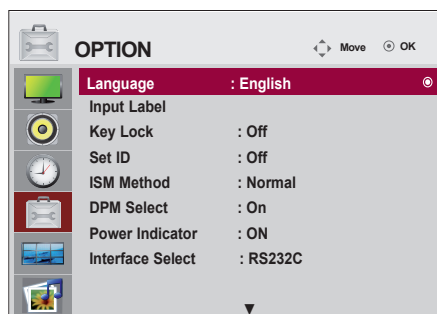 OPTION Move OK
Language : English
Input Label
Key Lock : Off
Set ID : Off
ISM Method : Normal
DPM Select : On
Power Indicator : ON
Interface Select : RS232C